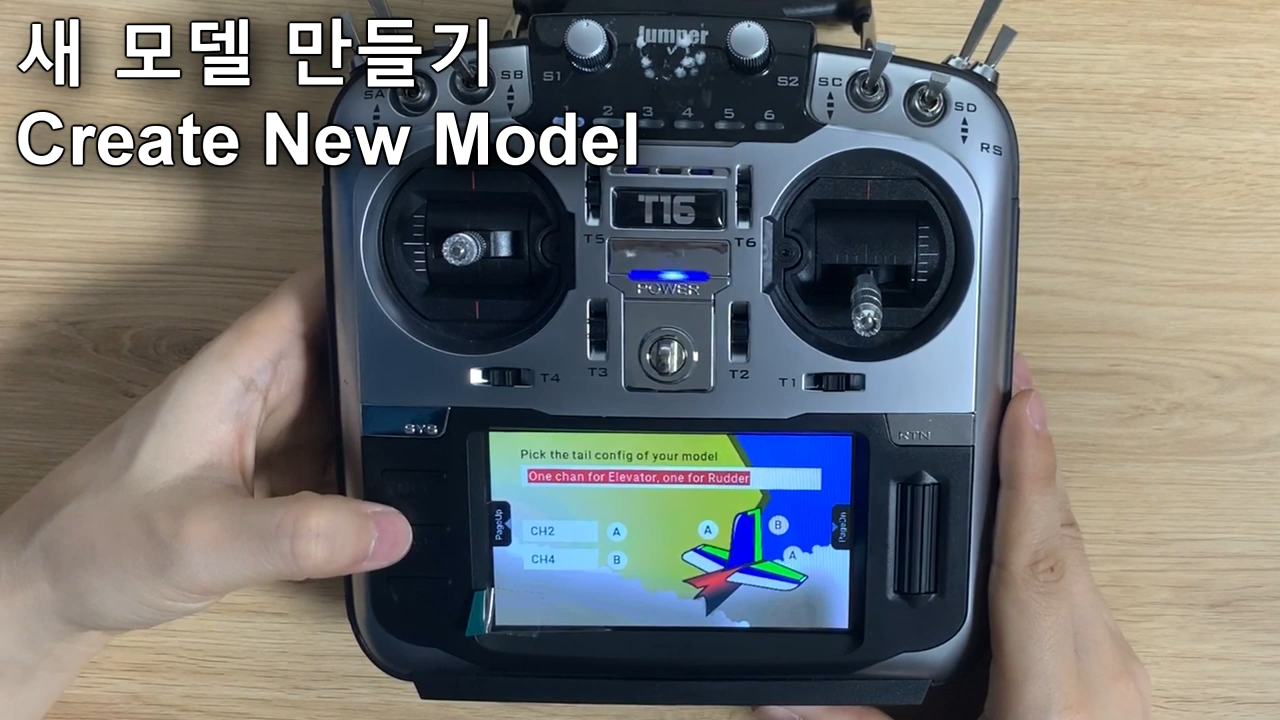 새 모델 만들기
Create New Model
Jumper
S1
S2
SA
SB
SC
SD
RS
1 2 3 4 5 6
T16
T5
T6
POWER
T4
T3
T2
T1
SYS
RTN
Pick the tail config of your model
One chan for Elevator, one for Rudder
PageUp
PageDn
CH2 A
CH4 B
A
B
A